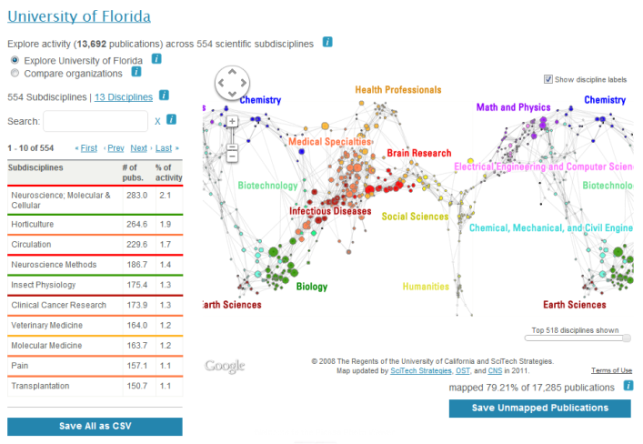 University of Florida
Explore activity (13,692 publications) across 554 scientific subdisciplines i
Explore University of Florida i
Compare organizations i
554 Subdisciplines | 13 Disciplines i
Search: X i
1 - 10 of 554 « First ‹ Prev Next › Last »
Subdisciplines # of pubs. % of activity
Neuroscience; Molecular & Cellular 283.0 2.1
Horticulture 264.6 1.9
Circulation 229.6 1.7
Neuroscience Methods 186.7 1.4
Insect Physiology 175.4 1.3
Clinical Cancer Research 173.9 1.3
Veterinary Medicine 164.0 1.2
Molecular Medicine 163.7 1.2
Pain 157.1 1.1
Transplantation 150.7 1.1
Save All as CSV
Show discipline labels
s
Chemistry
Health Professionals
Math and Physics
Chemistry
Medical Specialties
Brain Research
Electrical Engineering and Computer Scien
Biotechnology
Biotechnolo
Infectious Diseases
Social Sciences
Chemical, Mechanical, and Civil Engine
Biology
Humanities
Earth Sciences
Earth Sciences
Top 518 disciplines shown
Google
© 2008 The Regents of the University of California and SciTech Strategies.
Map updated by SciTech Strategies, OST, and CNS in 2011.
Terms of Use
mapped 79.21% of 17,285 publications i
Save Unmapped Publications